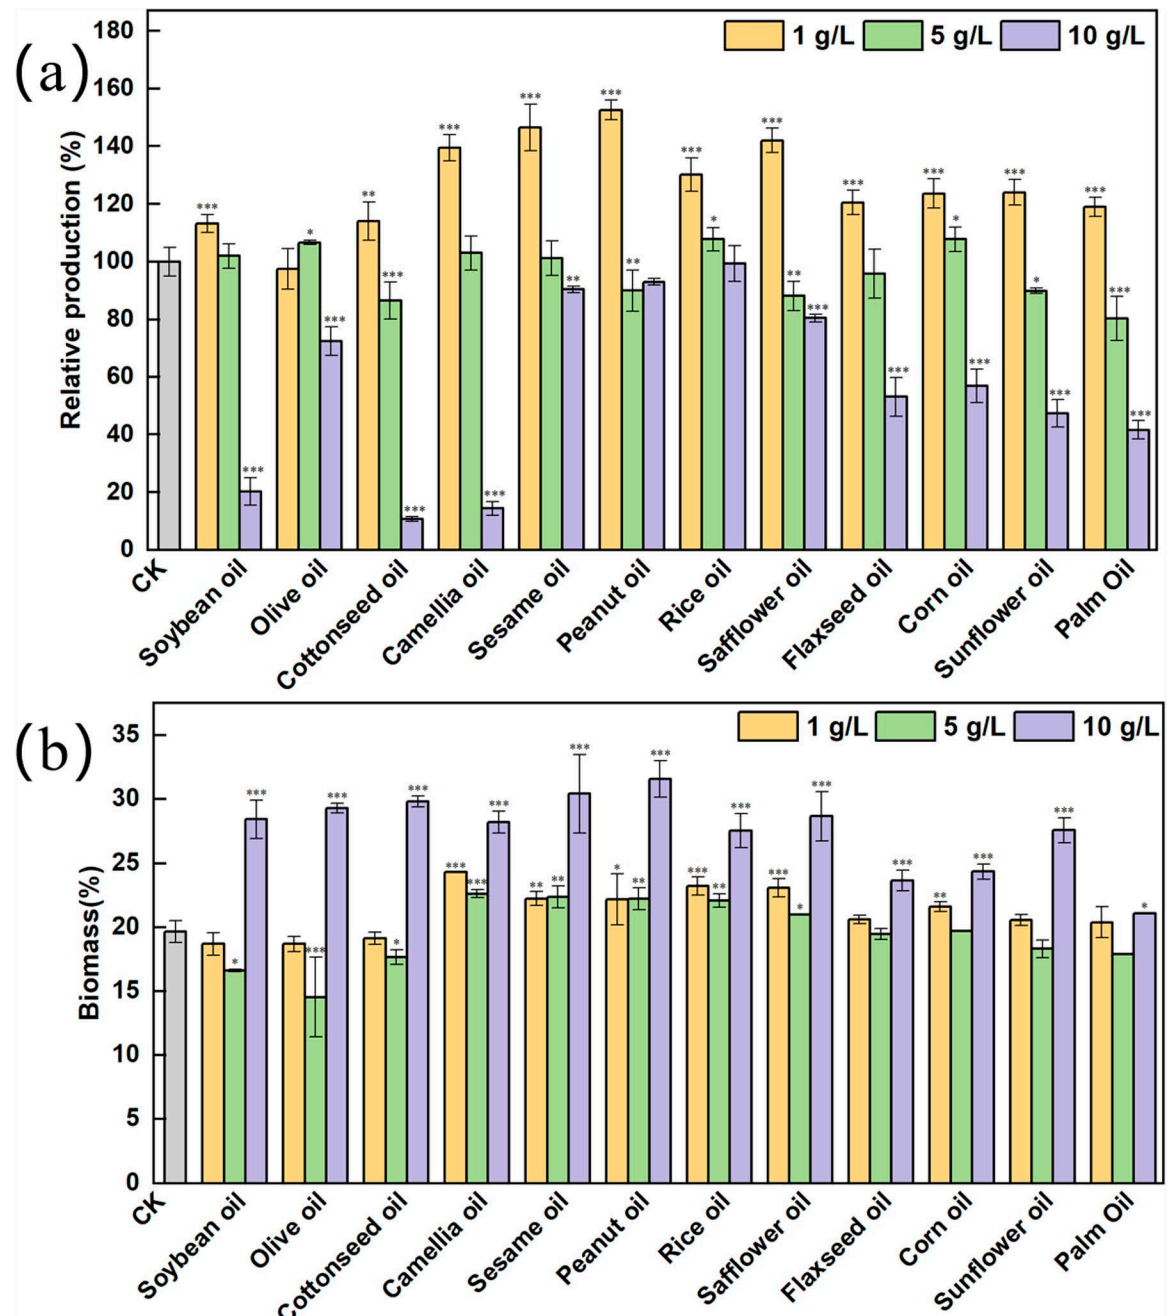 (a)
1 g/L 5 g/L 10 g/L
Relative production (%)
180
160
140
120
100
80
60
40
20
0
*** * ** *** *** *** *** *** *** *** *** ***
*** *** *** *** ** ** * ** *** *** * *** * *** *** ***
CK
Soybean oil
Olive oil
Cottonseed oil
Camellia oil
Sesame oil
Peanut oil
Rice oil
Safflower oil
Flaxseed oil
Corn oil
Sunflower oil
Palm Oil
(b)
1 g/L 5 g/L 10 g/L
Biomass(%)
35
30
25
20
15
10
5
0
*** *** *** *** *** *** *** *** *** *** *** *
* *** * *** *** ** ** * ** *** ** *** * **
CK
Soybean oil
Olive oil
Cottonseed oil
Camellia oil
Sesame oil
Peanut oil
Rice oil
Safflower oil
Flaxseed oil
Corn oil
Sunflower oil
Palm Oil